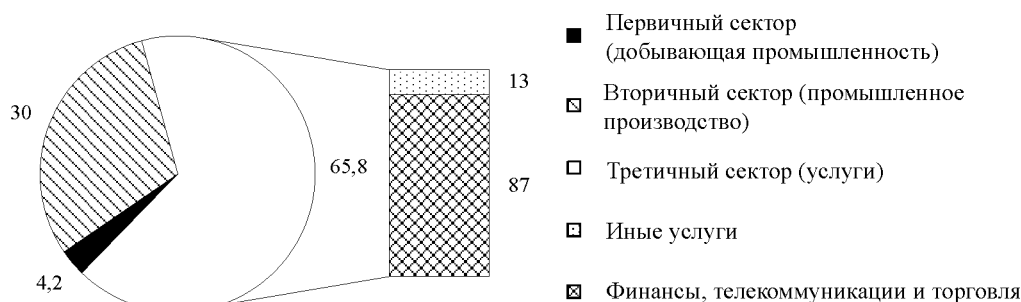 30
4,2
65,8
13
87
Первичный сектор
(добывающая промышленность)
Вторичный сектор (промышленное
производство)
Третичный сектор (услуги)
Иные услуги
Финансы, телекоммуникации и торговля